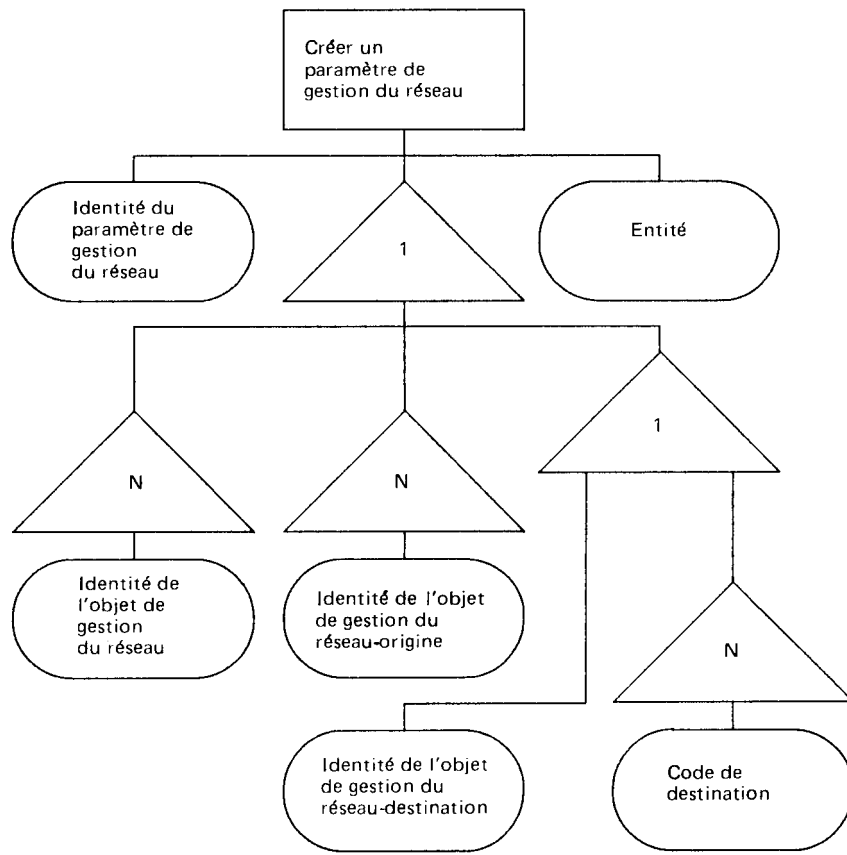 Créer un
paramètre de
gestion du réseau
Identité du
paramètre de
gestion
du réseau
1
Entité
N
N
1
Identité de
l'objet de
gestion
du réseau
Identité de l'objet
de gestion du
réseau-origine
N
Identité de l'objet
de gestion du
réseau-destination
Code de
destination